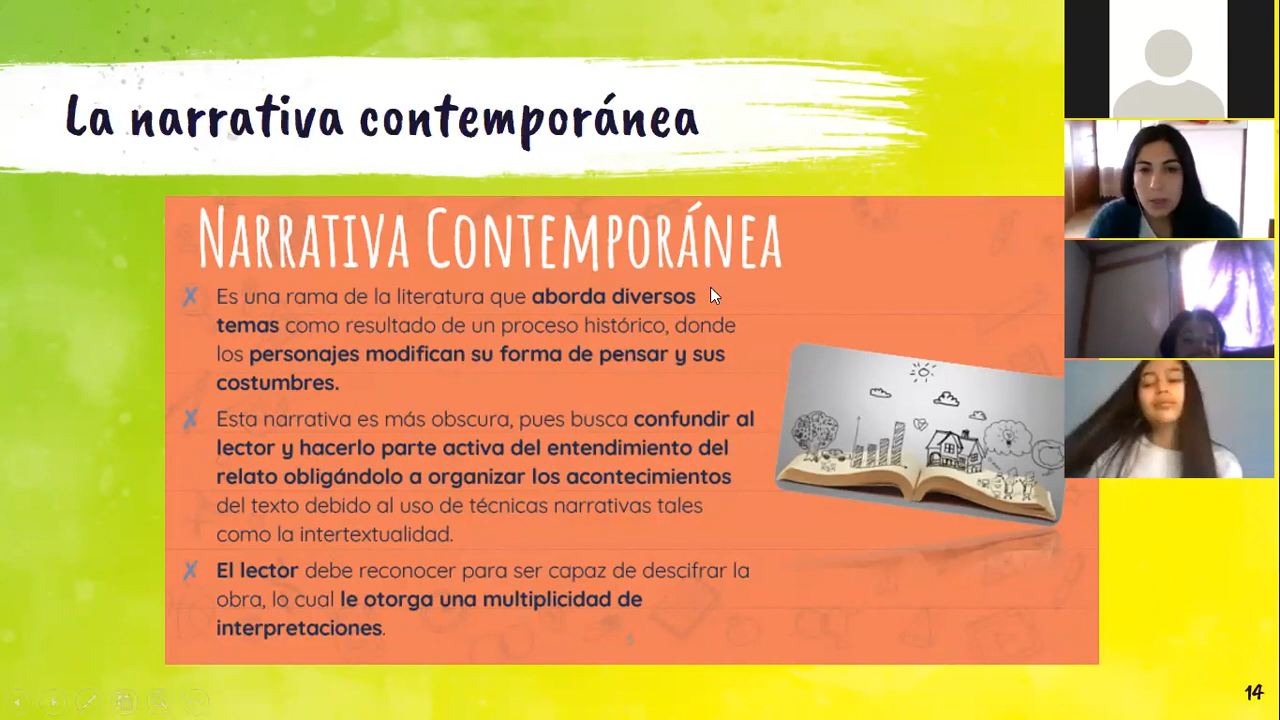 La narrativa contemporánea
NARRATIVA CONTEMPORÁNEA
✗ Es una rama de la literatura que aborda diversos
temas como resultado de un proceso histórico, donde
los personajes modifican su forma de pensar y sus
costumbres.
✗ Esta narrativa es más obscura, pues busca confundir al
lector y hacerlo parte activa del entendimiento del
relato obligándolo a organizar los acontecimientos
del texto debido al uso de técnicas narrativas tales
como la intertextualidad.
✗ El lector debe reconocer para ser capaz de descifrar la
obra, lo cual le otorga una multiplicidad de
interpretaciones.
5
14